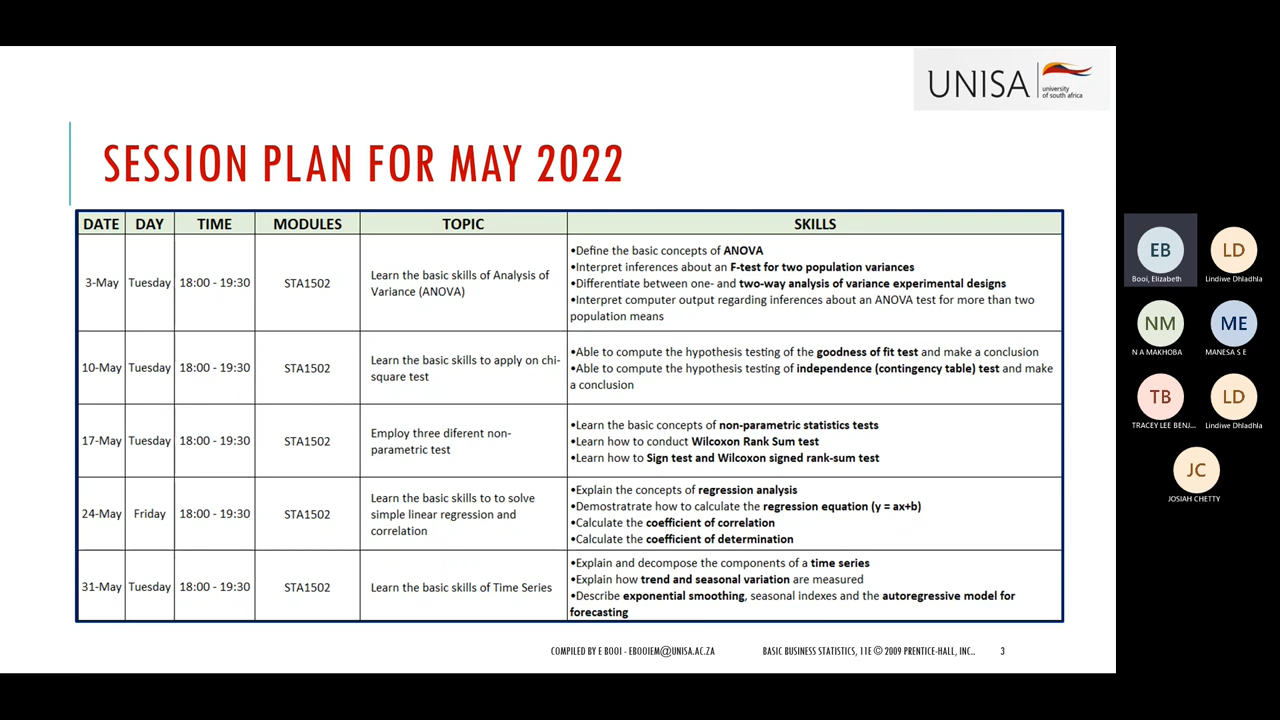 UNISA
university
of south africa
SESSION PLAN FOR MAY 2022
DATE DAY TIME MODULES TOPIC SKILLS
3-May Tuesday 18:00 - 19:30 STA1502
Learn the basic skills of Analysis of
Variance (ANOVA)
•Define the basic concepts of ANOVA
•Interpret inferences about an F-test for two population variances
•Differentiate between one- and two-way analysis of variance experimental designs
•Interpret computer output regarding inferences about an ANOVA test for more than two
population means
10-May Tuesday 18:00 - 19:30 STA1502
Learn the basic skills to apply on chi-
square test
•Able to compute the hypothesis testing of the goodness of fit test and make a conclusion
•Able to compute the hypothesis testing of independence (contingency table) test and make
a conclusion
17-May Tuesday 18:00 - 19:30 STA1502
Employ three diferent non-
parametric test
•Learn the basic concepts of non-parametric statistics tests
•Learn how to conduct Wilcoxon Rank Sum test
•Learn how to Sign test and Wilcoxon signed rank-sum test
24-May Friday 18:00 - 19:30 STA1502
Learn the basic skills to to solve
simple linear regression and
correlation
•Explain the concepts of regression analysis
•Demostratrate how to calculate the regression equation (y = ax+b)
•Calculate the coefficient of correlation
•Calculate the coefficient of determination
31-May Tuesday 18:00 - 19:30 STA1502
Learn the basic skills of Time Series
•Explain and decompose the components of a time series
•Explain how trend and seasonal variation are measured
•Describe exponential smoothing, seasonal indexes and the autoregressive model for
forecasting
COMPILED BY E BOOI - EBOOIEM@UNISA.AC.ZA BASIC BUSINESS STATISTICS, 11E © 2009 PRENTICE-HALL, INC.. 3
EB LD
Booi, Elizabeth Lindiwe Dhladhla
NM ME
N A MAKHOBA MANESA S E
TB LD
TRACEY LEE BENJ... Lindiwe Dhladhla
JC
JOSIAH CHETTY